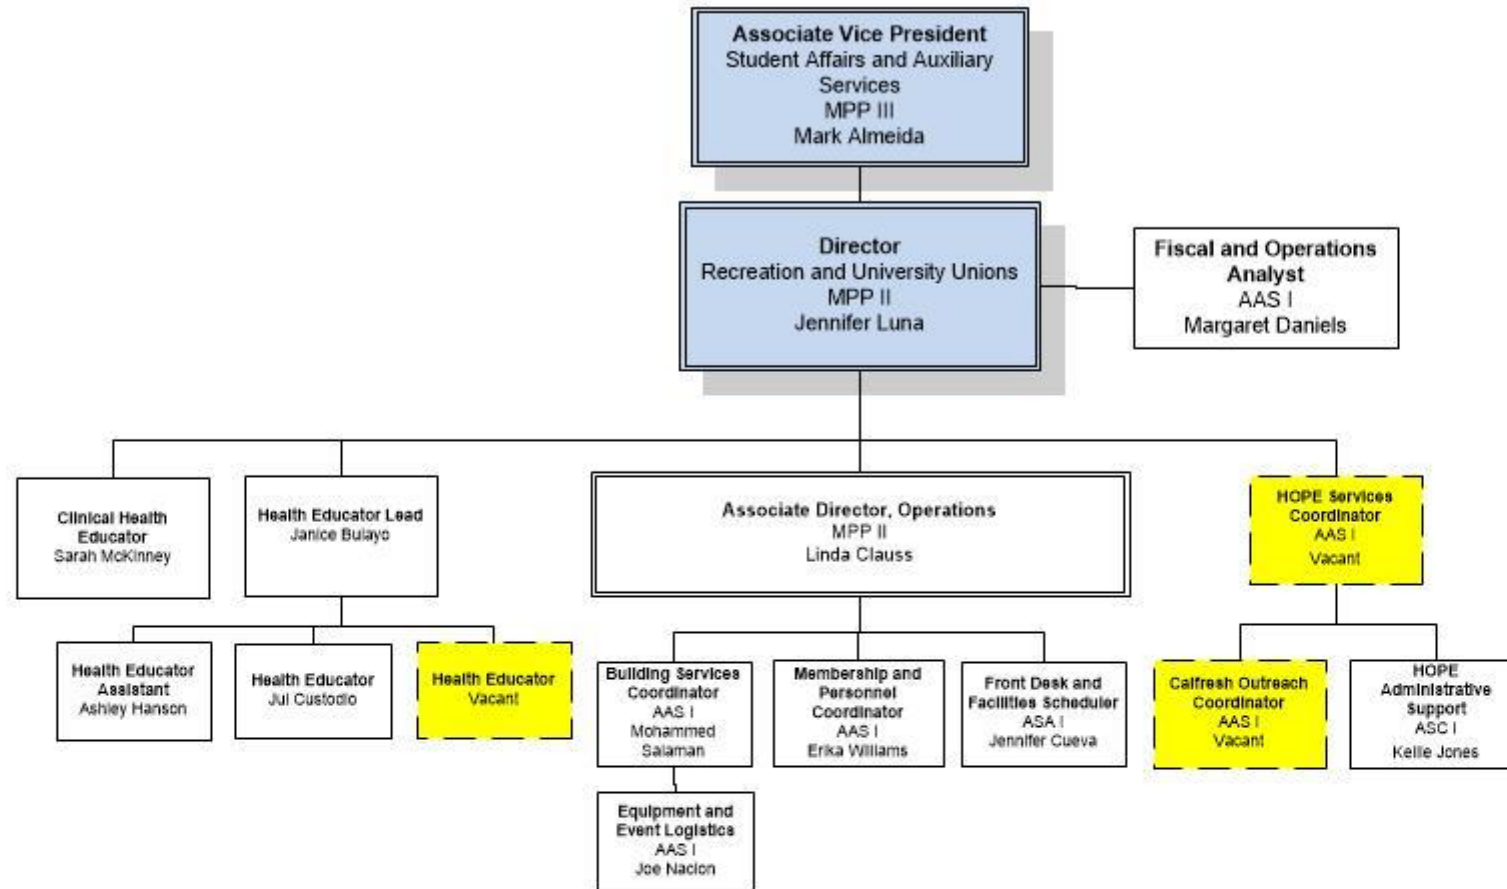 Associate Vice President
Student Affairs and Auxiliary
Services
MPP III
Mark Almeida
Director
Recreation and University Unions
MPP II
Jennifer Luna
Fiscal and Operations
Analyst
AAS I
Margaret Daniels
Clinical Health
Educator
Sarah McKinney
Health Educator Lead
Janice Bulayo
Associate Director, Operations
MPP II
Linda Clauss
HOPE Services
Coordinator
AAS I
Vacant
Health Educator
Assistant
Ashley Hanson
Health Educator
Jul Custodio
Health Educator
Vacant
Building Services
Coordinator
AAS I
Mohammed
Salaman
Membership and
Personnel
Coordinator
AAS I
Erika Williams
Front Desk and
Facilities Scheduler
ASA I
Jennifer Cueva
Calfresh Outreach
Coordinator
AAS I
Vacant
HOPE
Administrative
Support
ASC I
Kellie Jones
Equipment and
Event Logistics
AAS I
Joe Nacion